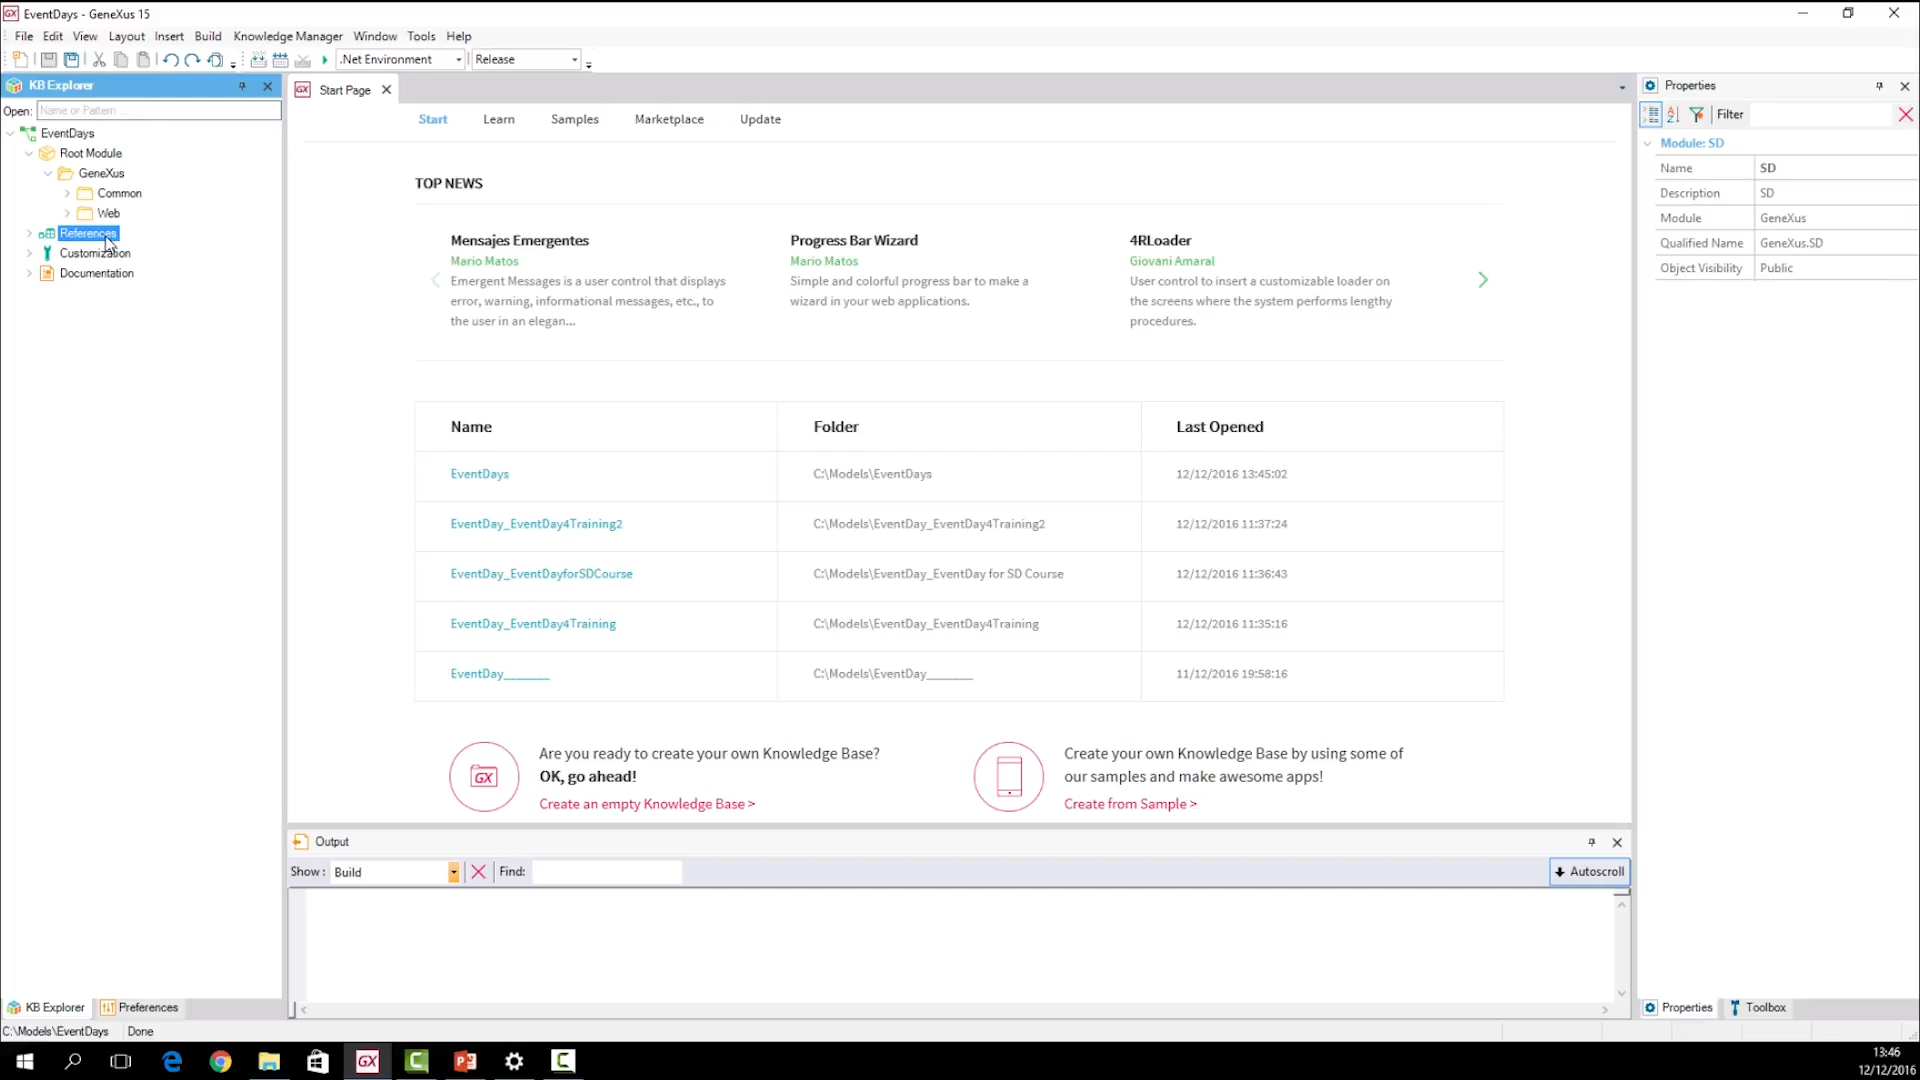 EventDays - GeneXus 15
File Edit View Layout Insert Build Knowledge Manager Window Tools Help
.Net Environment Release
KB Explorer
Open: Name or Pattern ...
EventDays
Root Module
GeneXus
Common
Web
References
Customization
Documentation
KB Explorer Preferences
Start Page
Start Learn Samples Marketplace Update
TOP NEWS
Mensajes Emergentes
Mario Matos
Emergent Messages is a user control that displays
error, warning, informational messages, etc., to
the user in an elegan...
Progress Bar Wizard
Mario Matos
Simple and colorful progress bar to make a
wizard in your web applications.
4RLoader
Giovani Amaral
User control to insert a customizable loader on
the screens where the system performs lengthy
procedures.
Name Folder Last Opened
EventDays C:\Models\EventDays 12/12/2016 13:45:02
EventDay_EventDay4Training2 C:\Models\EventDay_EventDay4Training2 12/12/2016 11:37:24
EventDay_EventDayforSDCourse C:\Models\EventDay_EventDay for SD Course 12/12/2016 11:36:43
EventDay_EventDay4Training C:\Models\EventDay_EventDay4Training 12/12/2016 11:35:16
EventDay_______ C:\Models\EventDay_______ 11/12/2016 19:58:16
GX
Are you ready to create your own Knowledge Base?
OK, go ahead!
Create an empty Knowledge Base >
Create your own Knowledge Base by using some of
our samples and make awesome apps!
Create from Sample >
Output
Show : Build Find: Autoscroll
Properties
Filter
Module: SD
Name SD
Description SD
Module GeneXus
Qualified Name GeneXus.SD
Object Visibility Public
Properties Toolbox
C:\Models\EventDays Done
GX
13:46
12/12/2016